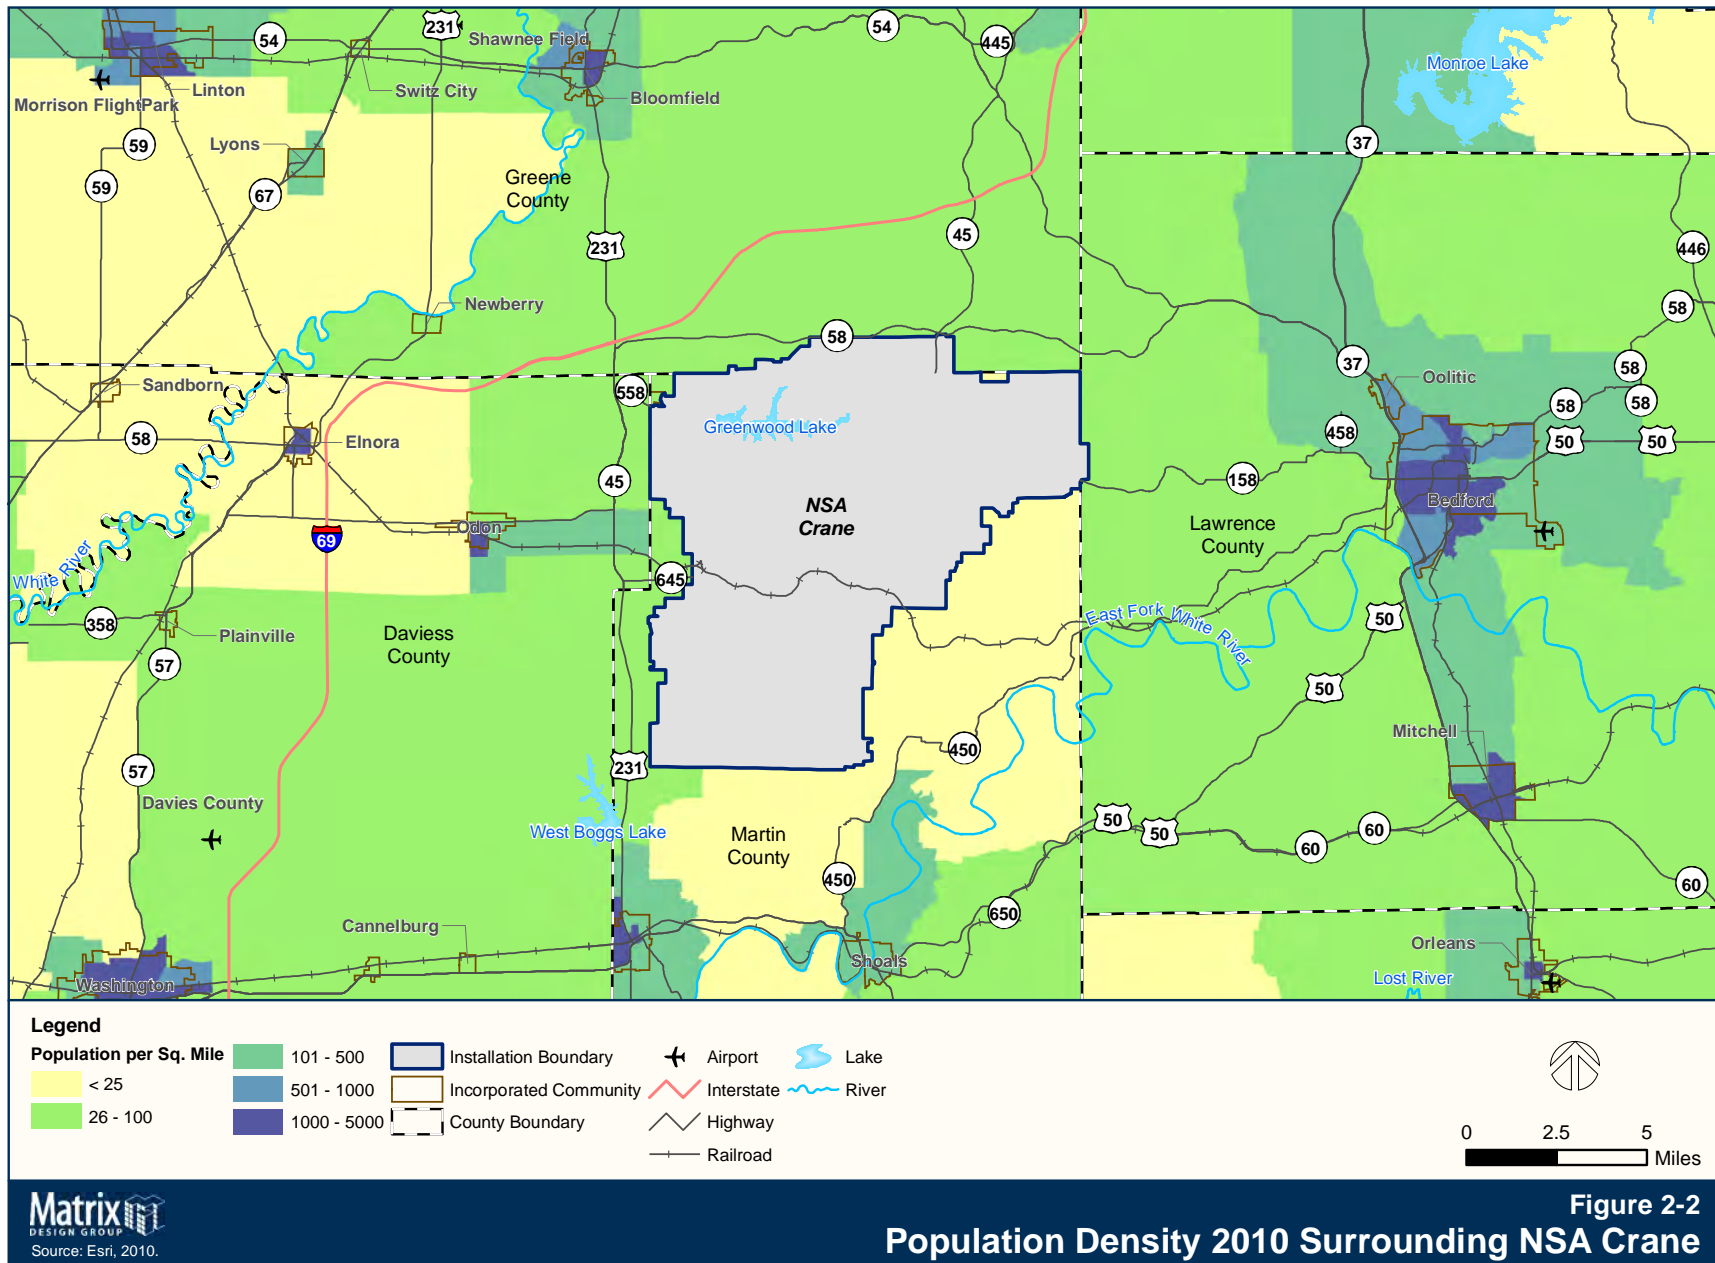 231
54
Shawnee Field
54
445
Linton
Switz City
Bloomfield
Morrison FlightPark
Monroe Lake
59
Lyons
37
59
67
Greene
County
231
45
446
Newberry
58
58
37
58
Sandborn
558
Oolitic
58
58
Greenwood Lake
58
Elnora
458
50
50
45
158
NSA
Crane
Bedford
Odon
69
Lawrence
County
White River
645
358
Plainville
Daviess
County
East Fork White River
50
57
50
57
231
450
Mitchell
Davies County
West Boggs Lake
Martin
County
50
50
60
60
450
60
650
Cannelburg
Shoals
Orleans
Washington
Lost River
Legend
Population per Sq. Mile
< 25
26 - 100
101 - 500
501 - 1000
1000 - 5000
Installation Boundary
Incorporated Community
County Boundary
Airport
Interstate
Highway
Railroad
Lake
River
0 2.5 5
Miles
Matrix
DESIGN GROUP
Source: Esri, 2010.
Figure 2-2
Population Density 2010 Surrounding NSA Crane